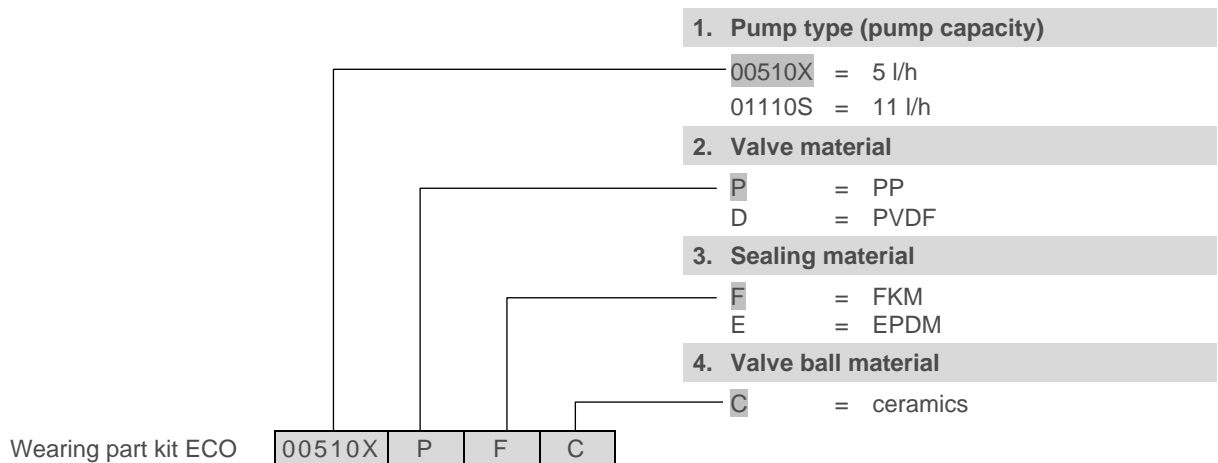 1. Pump type (pump capacity)
00510X = 5 l/h
01110S = 11 l/h
2. Valve material
P = PP
D = PVDF
3. Sealing material
F = FKM
E = EPDM
4. Valve ball material
C = ceramics
Wearing part kit ECO 00510X P F C